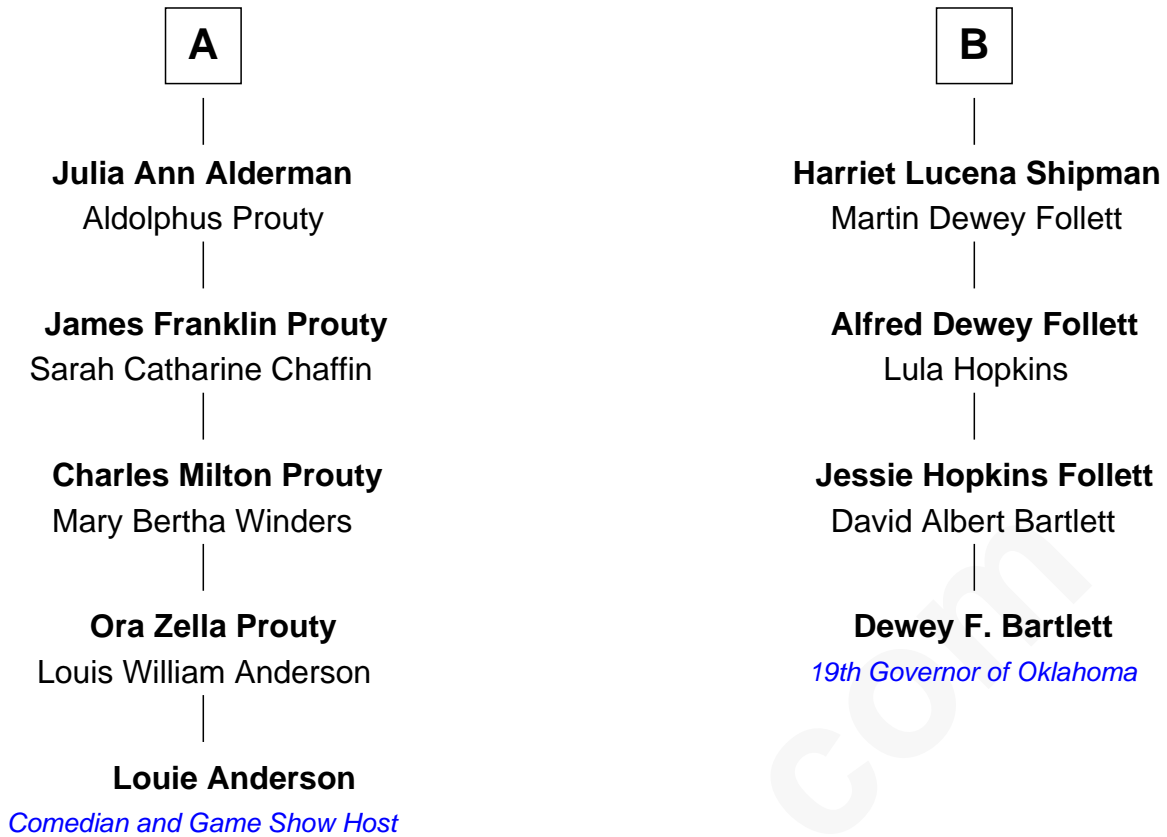 A
Julia Ann Alderman
Aldolphus Prouty
James Franklin Prouty
Sarah Catharine Chaffin
Charles Milton Prouty
Mary Bertha Winders
Ora Zella Prouty
Louis William Anderson
Louie Anderson
Comedian and Game Show Host
B
Harriet Lucena Shipman
Martin Dewey Follett
Alfred Dewey Follett
Lula Hopkins
Jessie Hopkins Follett
David Albert Bartlett
Dewey F. Bartlett
19th Governor of Oklahoma
com